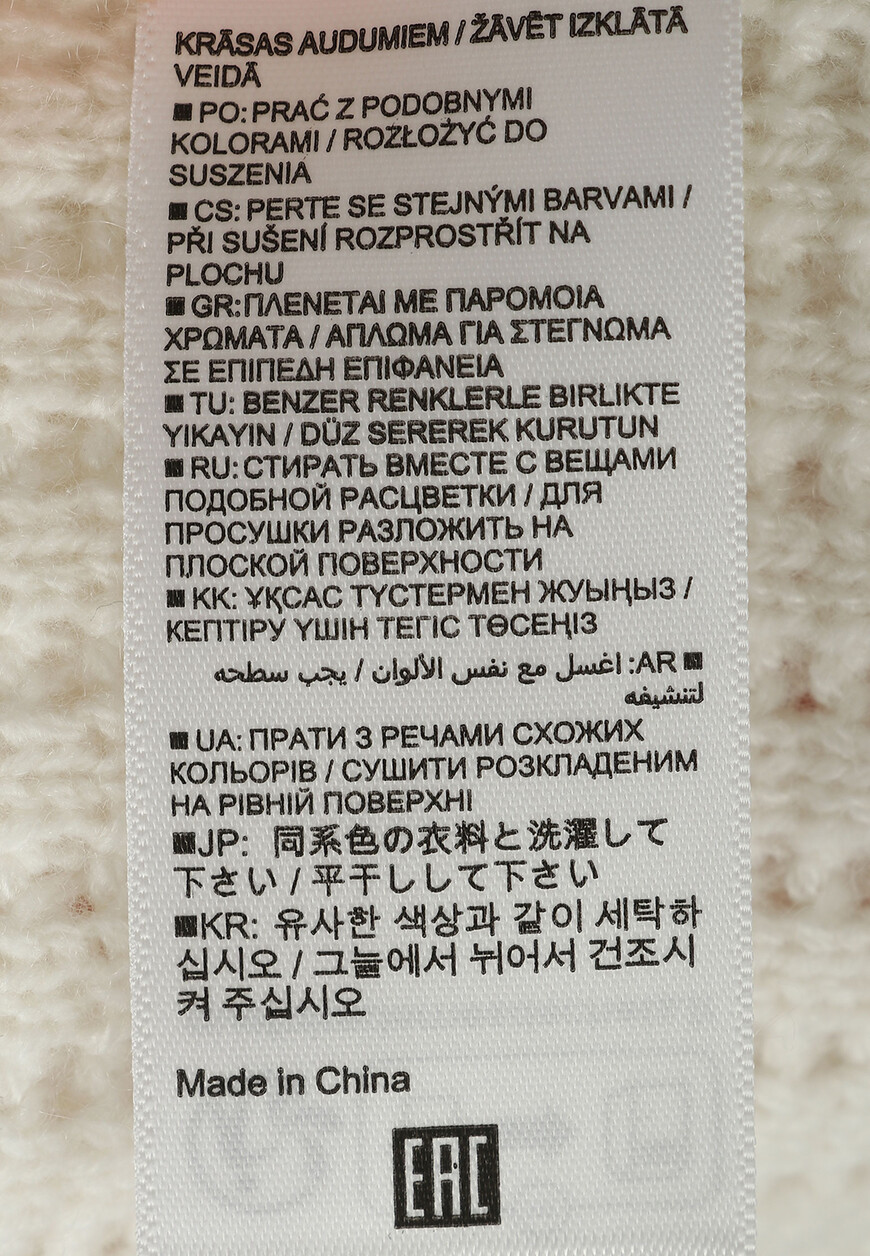 KRĀSAS AUDUMIEM / ŽĀVĒT IZKLĀTĀ
VEIDĀ
■ PO: PRAĆ Z PODOBNYMI
KOLORAMI / ROZŁOŻYĆ DO
SUSZENIA
■ CS: PERTE SE STEJNÝMI BARVAMI /
PŘI SUŠENÍ ROZPROSTŘÍT NA
PLOCHU
■ GR: ΠΛΕΝΕΤΑΙ ΜΕ ΠΑΡΟΜΟΙΑ
ΧΡΩΜΑΤΑ / ΑΠΛΩΜΑ ΓΙΑ ΣΤΕΓΝΩΜΑ
ΣΕ ΕΠΙΠΕΔΗ ΕΠΙΦΑΝΕΙΑ
■ TU: BENZER RENKLERLE BIRLIKTE
YIKAYIN / DÜZ SEREREK KURUTUN
■ RU: СТИРАТЬ ВМЕСТЕ С ВЕЩАМИ
ПОДОБНОЙ РАСЦВЕТКИ / ДЛЯ
ПРОСУШКИ РАЗЛОЖИТЬ НА
ПЛОСКОЙ ПОВЕРХНОСТИ
■ KK: ҰҚСАС ТҮСТЕРМЕН ЖУЫҢЫЗ /
КЕПТІРУ ҮШІН ТЕГІС ТӨСЕҢІЗ
■ AR: اغسل مع نفس الألوان / يجب سطحه
لتنشيفه
■ UA: ПРАТИ З РЕЧАМИ СХОЖИХ
КОЛЬОРІВ / СУШИТИ РОЗКЛАДЕНИМ
НА РІВНІЙ ПОВЕРХНІ
■JP: 同系色の衣料と洗濯して
下さい / 平干しして下さい
■KR: 유사한 색상과 같이 세탁하
십시오 / 그늘에서 뉘어서 건조시
켜 주십시오
Made in China
EAC